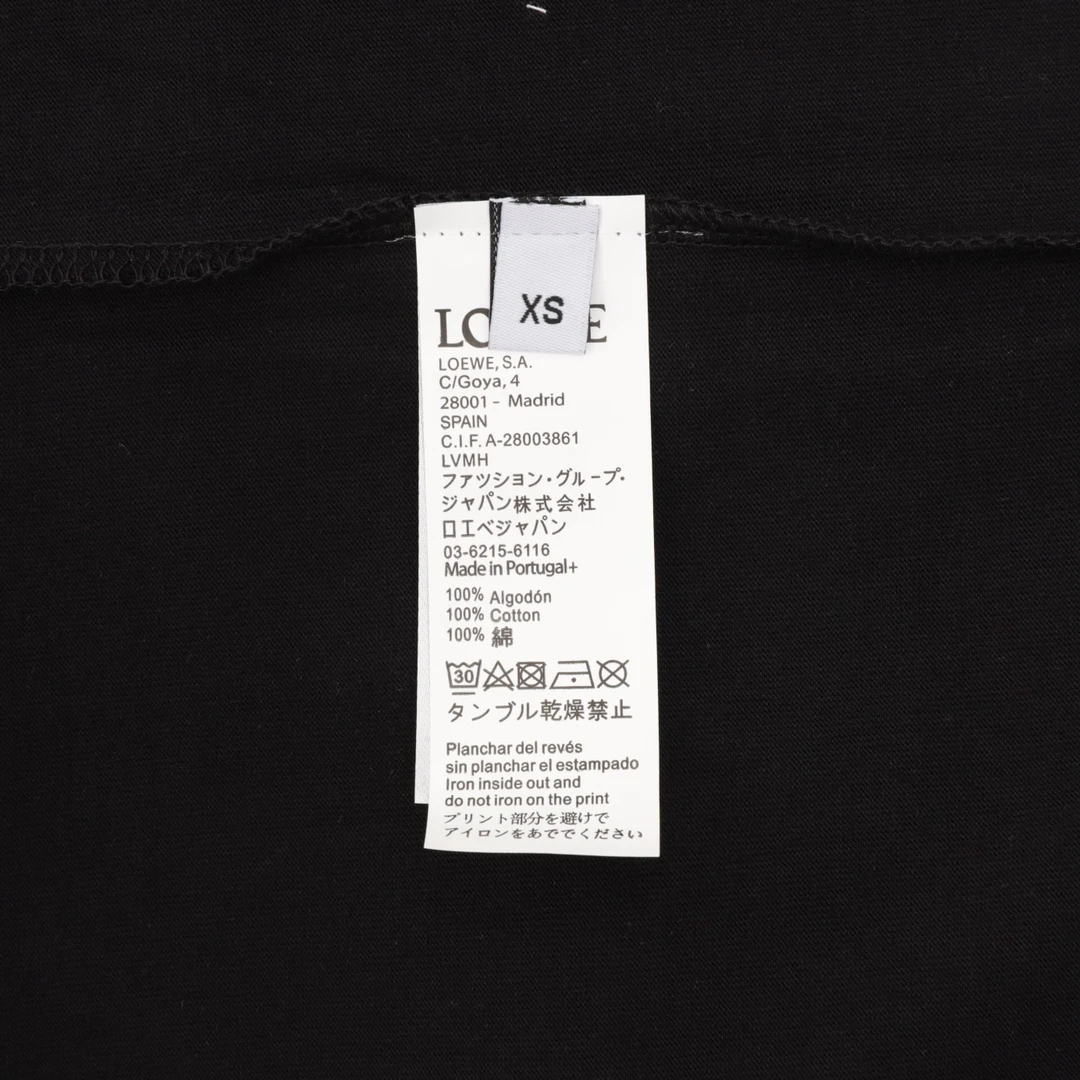 XS
LO E
LOEWE, S.A.
C/Goya, 4
28001 - Madrid
SPAIN
C.I.F. A-28003861
LVMH
ファツション・グループ・
ジャパン株式会社
ロエベジャパン
03-6215-6116
Made in Portugal+
100% Algodón
100% Cotton
100% 綿
30
タンブル乾燥禁止
Planchar del revés
sin planchar el estampado
Iron inside out and
do not iron on the print
プリント部分を避けで
アイロンをあででください